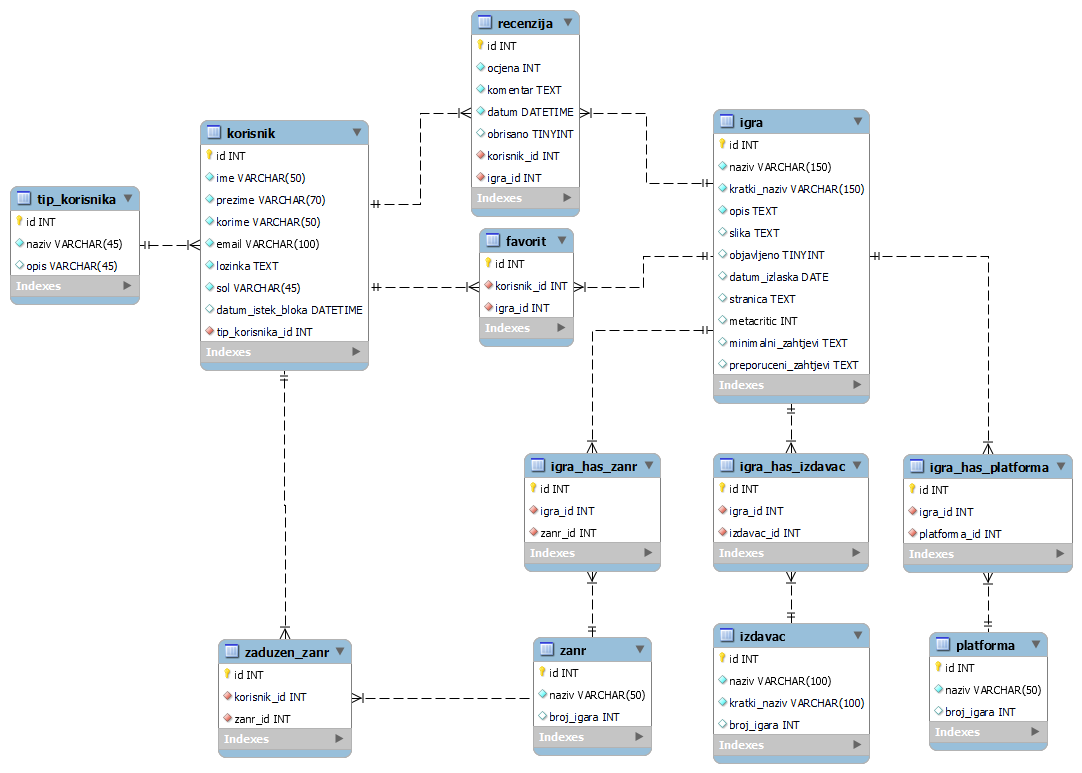 recenzija
id INT
ocjena INT
komentar TEXT
datum DATETIME
obrisano TINYINT
korisnik_id INT
igra_id INT
Indexes
korisnik
id INT
ime VARCHAR(50)
prezime VARCHAR(70)
korime VARCHAR(50)
email VARCHAR(100)
lozinka TEXT
sol VARCHAR(45)
datum_istek_bloka DATETIME
tip_korisnika_id INT
Indexes
tip_korisnika
id INT
naziv VARCHAR(45)
opis VARCHAR(45)
Indexes
favorit
id INT
korisnik_id INT
igra_id INT
Indexes
igra
id INT
naziv VARCHAR(150)
kratki_naziv VARCHAR(150)
opis TEXT
slika TEXT
objavljeno TINYINT
datum_izlaska DATE
stranica TEXT
metacritic INT
minimalni_zahtjevi TEXT
preporuceni_zahtjevi TEXT
Indexes
igra_has_zanr
id INT
igra_id INT
zanr_id INT
Indexes
igra_has_izdavac
id INT
igra_id INT
izdavac_id INT
Indexes
igra_has_platforma
id INT
igra_id INT
platforma_id INT
Indexes
zaduzen_zanr
id INT
korisnik_id INT
zanr_id INT
Indexes
zanr
id INT
naziv VARCHAR(50)
broj_igara INT
Indexes
izdavac
id INT
naziv VARCHAR(100)
kratki_naziv VARCHAR(100)
broj_igara INT
Indexes
platforma
id INT
naziv VARCHAR(50)
broj_igara INT
Indexes